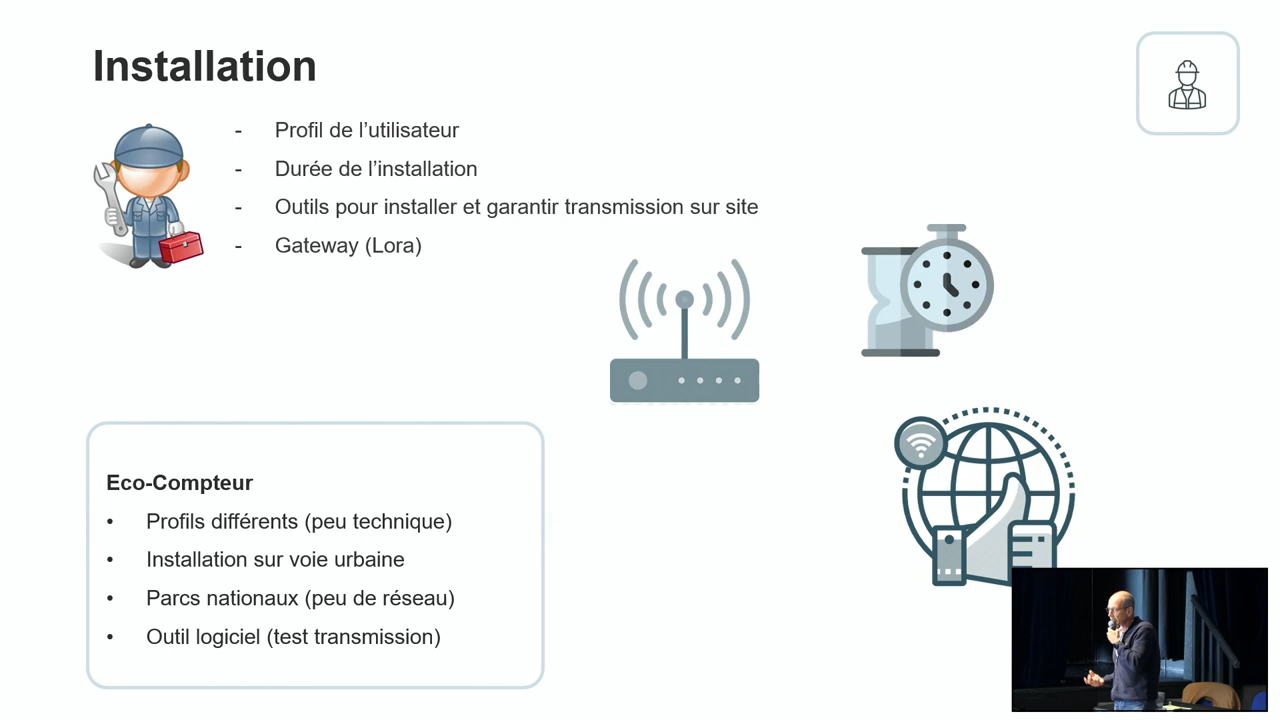 Installation
- Profil de l’utilisateur
- Durée de l’installation
- Outils pour installer et garantir transmission sur site
- Gateway (Lora)
Eco-Compteur
• Profils différents (peu technique)
• Installation sur voie urbaine
• Parcs nationaux (peu de réseau)
• Outil logiciel (test transmission)